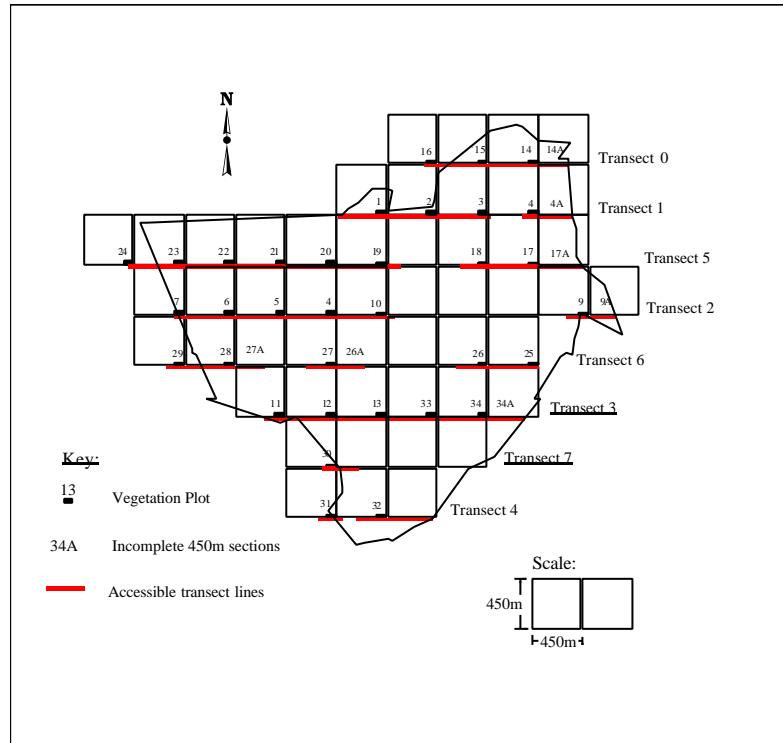 N
16 15 14 14A Transect 0
1 2 3 4 4A Transect 1
24 23 22 21 20 19 18 17 17A Transect 5
7 6 5 4 10 9 9A Transect 2
29 28 27A 27 26A 26 25 Transect 6
11 12 13 33 34 34A Transect 3
30 Transect 7
31 32 Transect 4
Key:
13 Vegetation Plot
34A Incomplete 450m sections
Accessible transect lines
Scale:
450m
450m